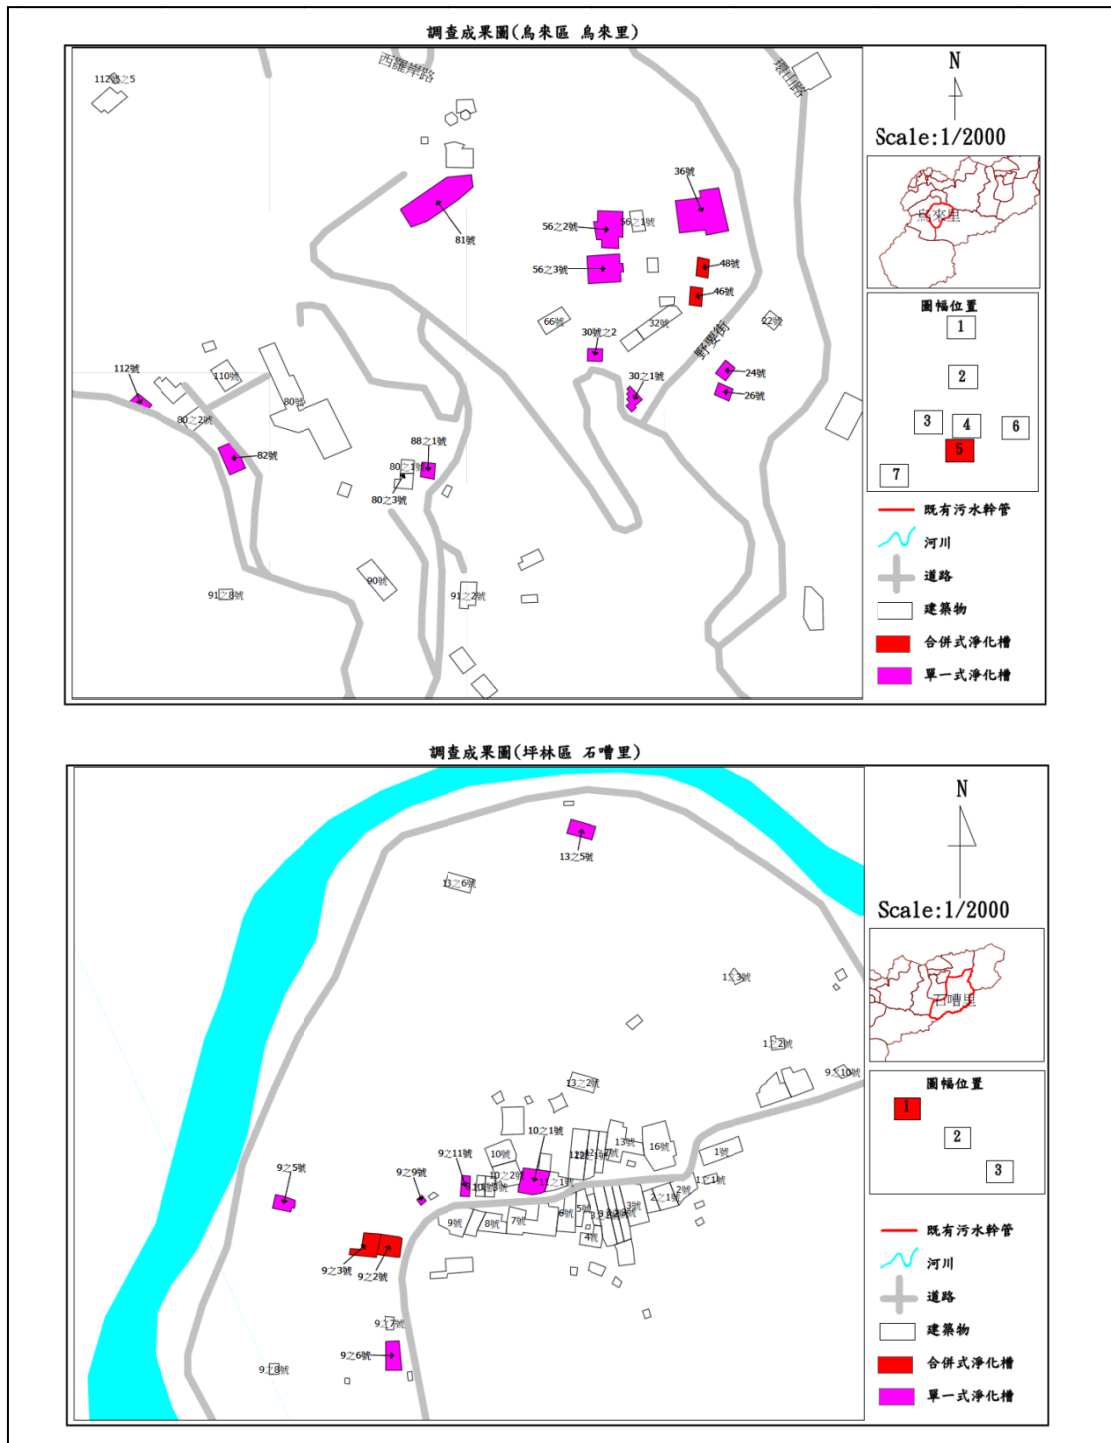 調查成果圖(烏來區 烏來里)
西羅岸路
環山路
112號之5
N
Scale:1/2000
36號
81號
56之2號
56之1號
56之3號
48號
46號
烏來里
圖幅位置
1
2
3
4
5
6
7
66號
32號
22號
30號之2
野要街
30之1號
24號
26號
112號
110號
80號
80之2號
82號
88之1號
80之1號
80之3號
90號
91之8號
91之2號
既有污水幹管
河川
道路
建築物
合併式淨化槽
單一式淨化槽
調查成果圖(坪林區 石嘈里)
N
Scale:1/2000
13之5號
13之6號
1之3號
1之2號
9之10號
石嘈里
圖幅位置
1
2
3
13之2號
10之1號
13號
16號
1號
9之11號
10號
10之2號
11之1號
9之5號
9之9號
1之1號
2號
2之1號
3號
5號
6號
4號
7號
8號
9號
9之3號
9之2號
9之7號
9之6號
9之8號
既有污水幹管
河川
道路
建築物
合併式淨化槽
單一式淨化槽